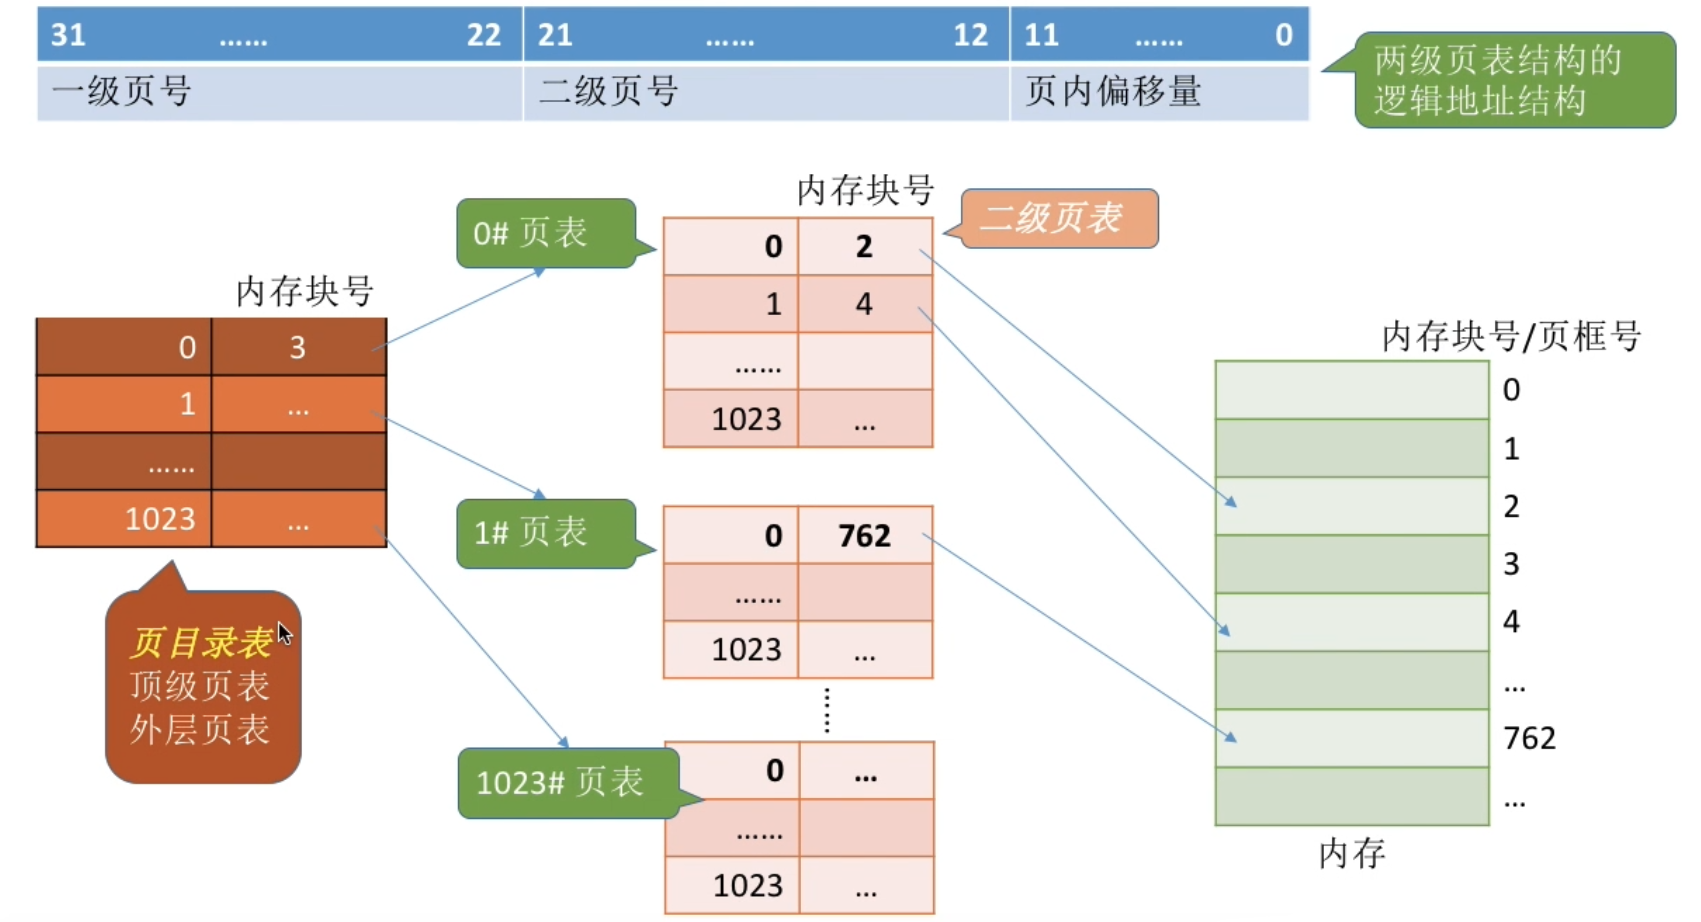 31 …… 22 21 …… 12 11 …… 0
一级页号 二级页号 页内偏移量
两级页表结构的
逻辑地址结构
内存块号
0 3
1 ...
……
1023 ...
页目录表
顶级页表
外层页表
0# 页表
内存块号
二级页表
0 2
1 4
……
1023 ...
1# 页表
0 762
……
1023 ...
1023# 页表
0 ...
……
1023 ...
内存块号/页框号
0
1
2
3
4
...
762
...
内存